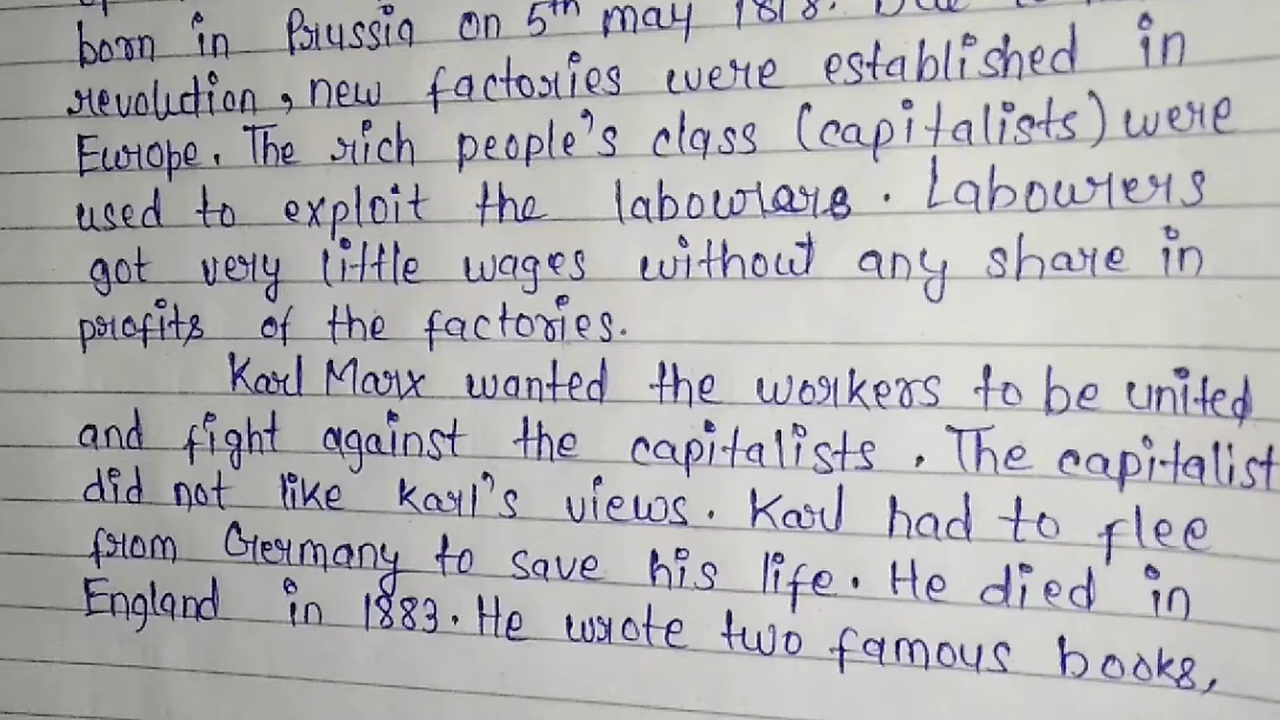 born in Prussia on 5th may 1818. Due to
revolution, new factories were established in
Europe. The rich people's class (capitalists) were
used to exploit the labourars. Labourers
got very little wages without any share in
profits of the factories.
Karl Marx wanted the workers to be united
and fight against the capitalists. The capitalist
did not like Karl's views. Karl had to flee
from Germany to save his life. He died in
England in 1883. He wrote two famous books,